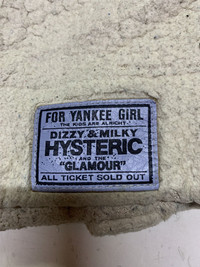 FOR YANKEE GIRL
THE KIDS ARE ALRIGHT
DIZZY & MILKY
HYSTERIC
AND THE
"GLAMOUR"
ALL TICKET SOLD OUT